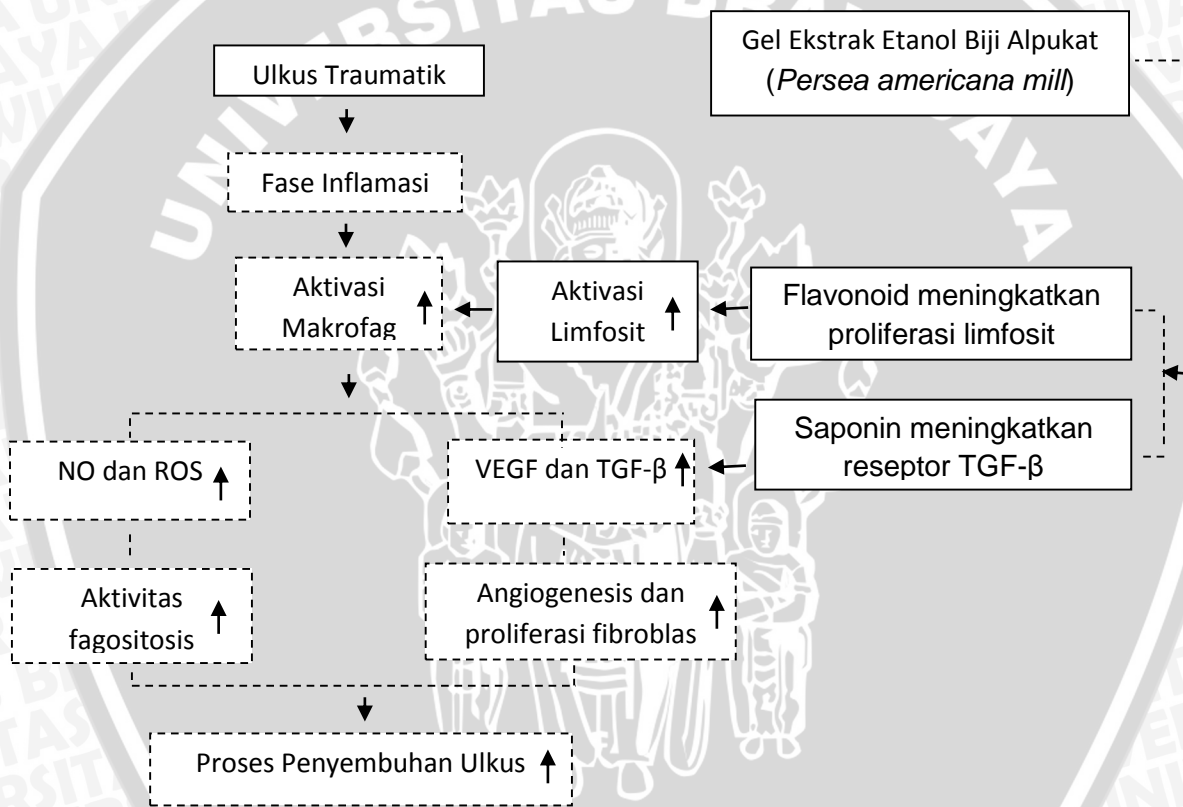 UNIVERSITAS BRAWIJAYA
Gel Ekstrak Etanol Biji Alpukat
(Persea americana mill)
Ulkus Traumatik
Fase Inflamasi
Aktivasi
Makrofag
Aktivasi
Limfosit
Flavonoid meningkatkan
proliferasi limfosit
NO dan ROS
VEGF dan TGF-β
Saponin meningkatkan
reseptor TGF-β
Aktivitas
fagositosis
Angiogenesis dan
proliferasi fibroblas
Proses Penyembuhan Ulkus